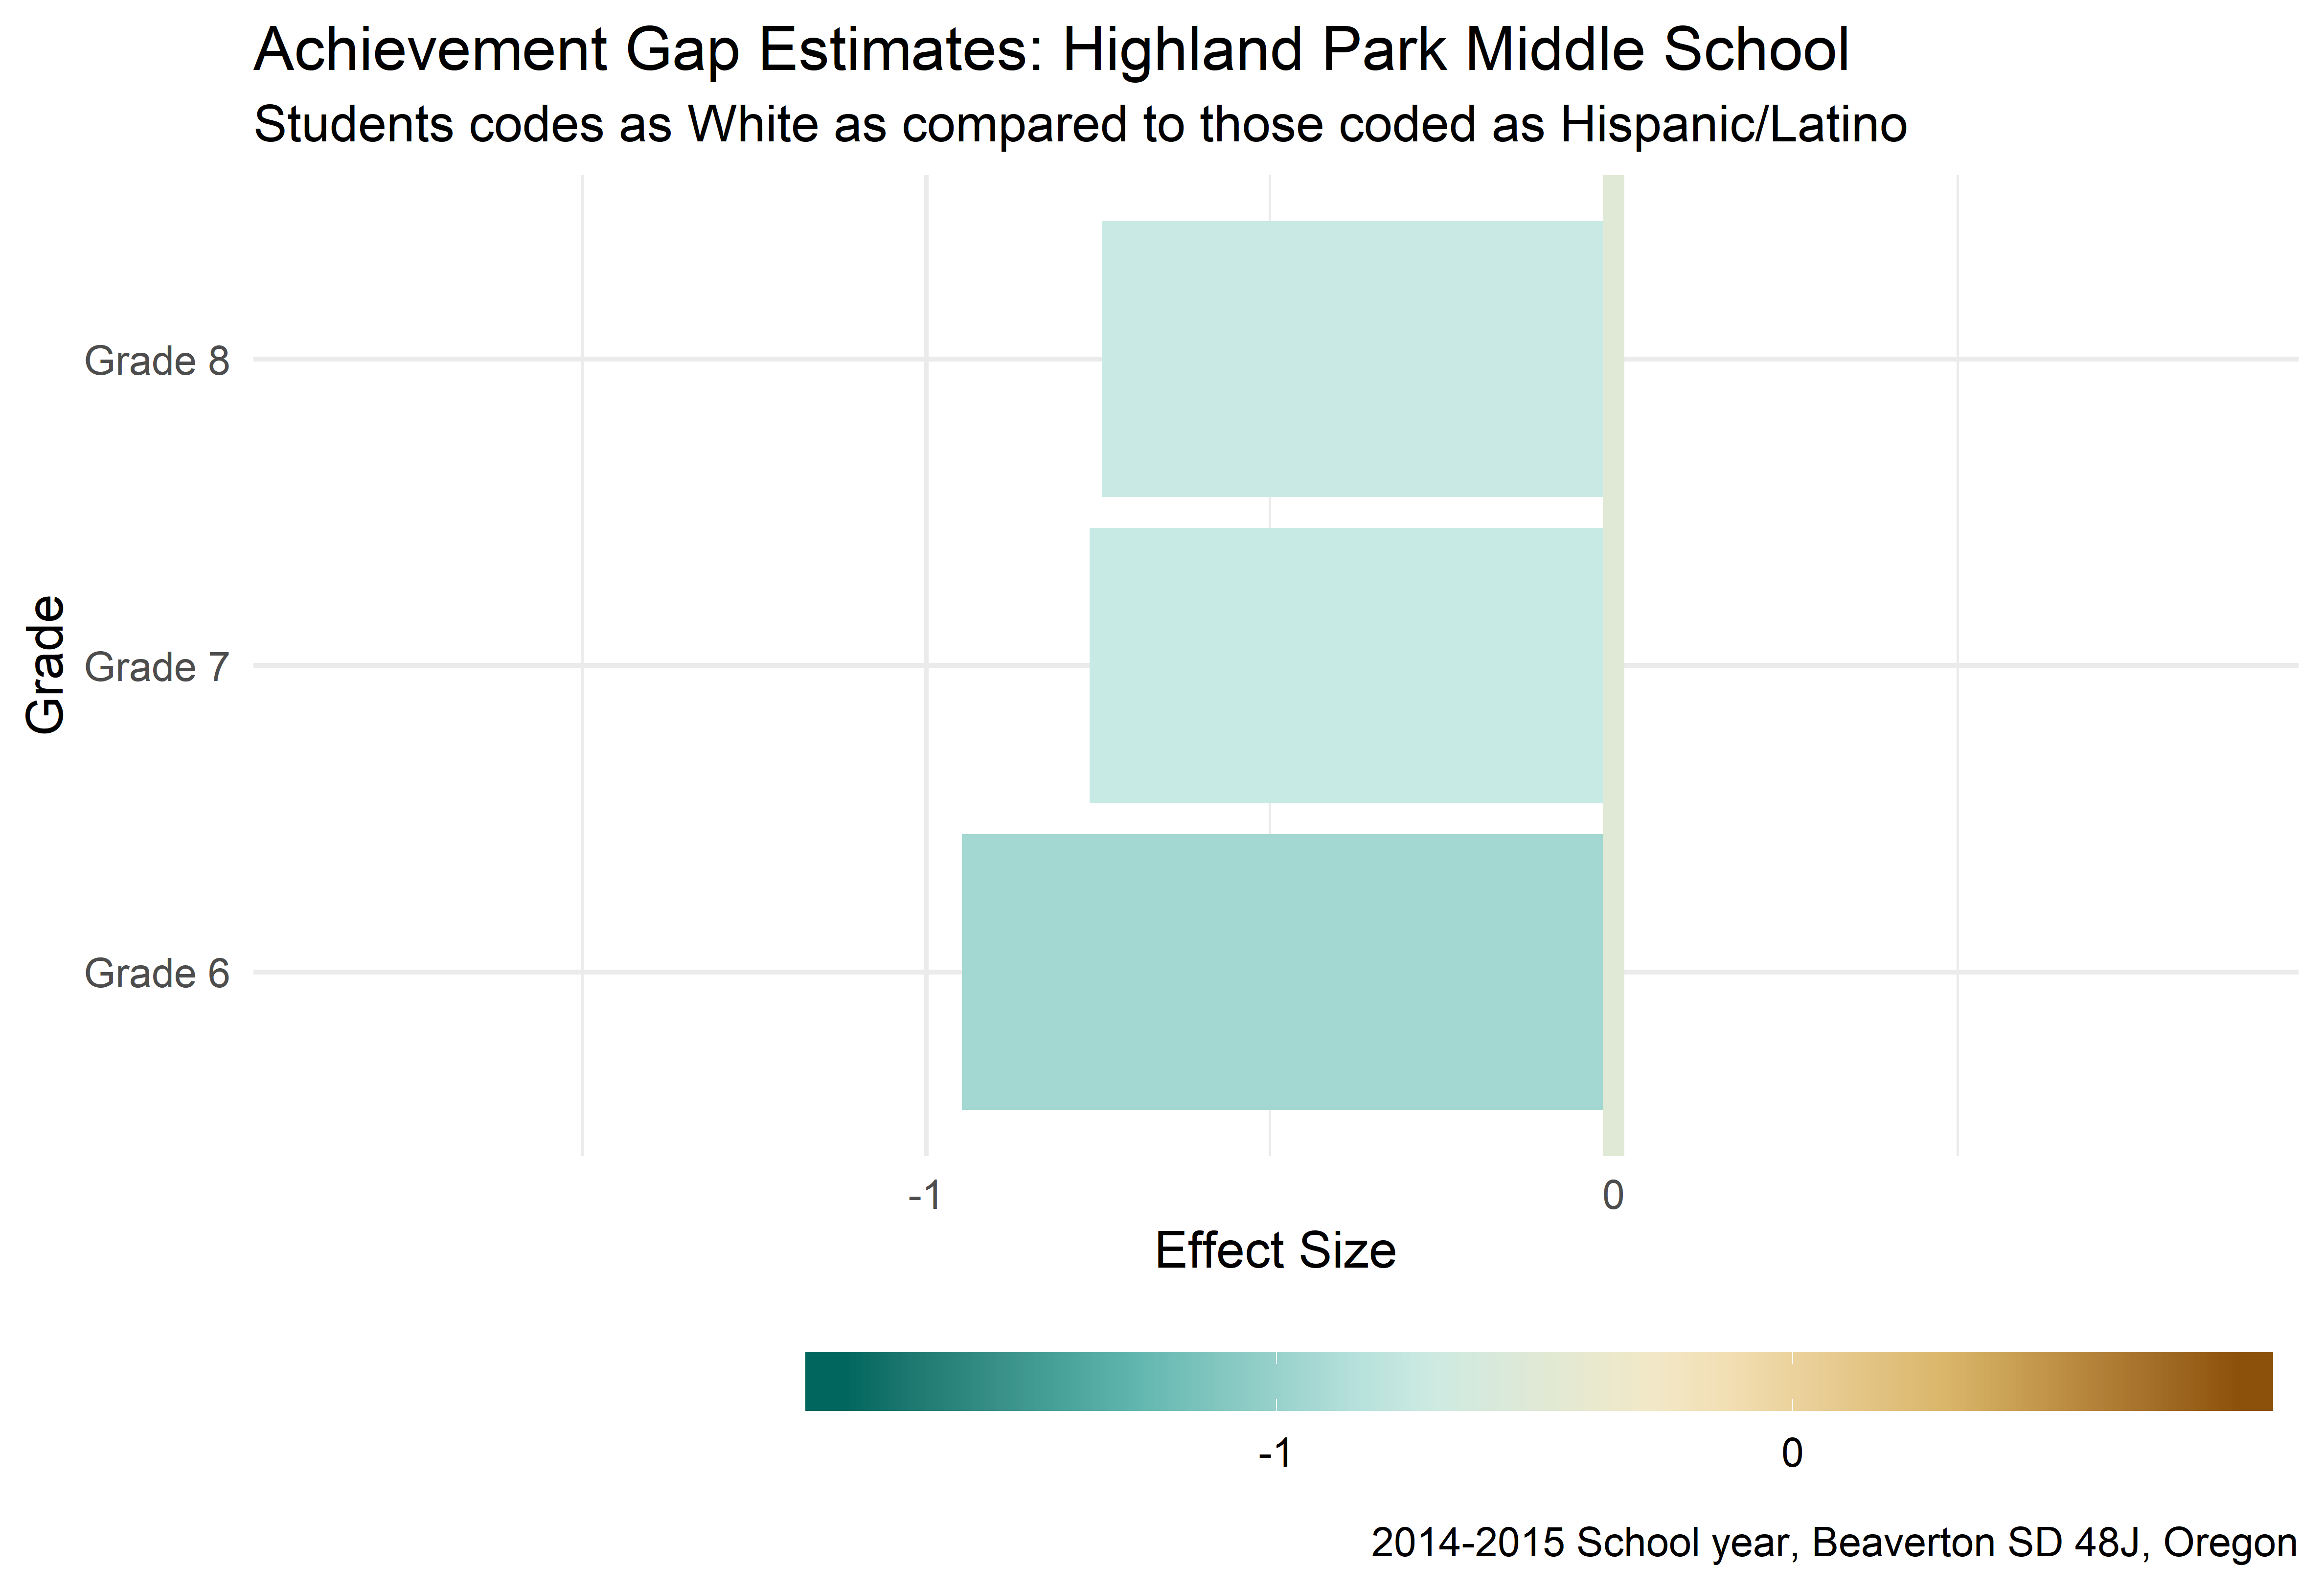 Achievement Gap Estimates: Highland Park Middle School
Students codes as White as compared to those coded as Hispanic/Latino
Grade
Grade 8
Grade 7
Grade 6
-1 0
Effect Size
-1 0
2014-2015 School year, Beaverton SD 48J, Oregon